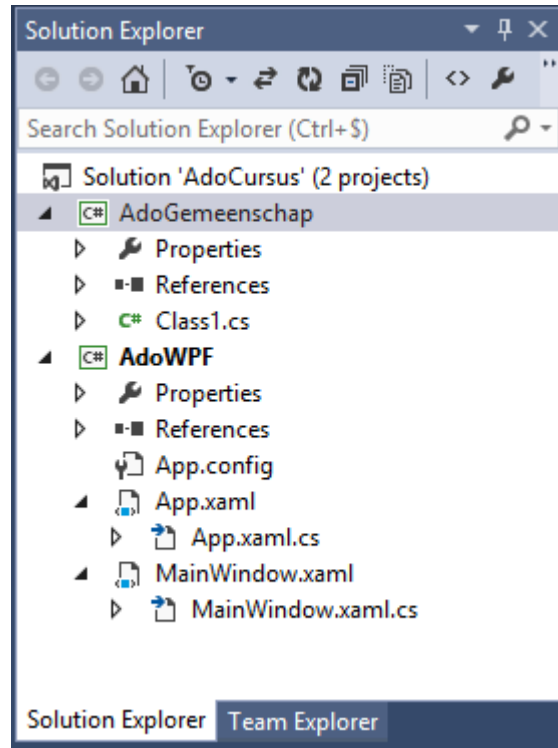 Solution Explorer
Search Solution Explorer (Ctrl+$)
Solution 'AdoCursus' (2 projects)
C# AdoGemeenschap
Properties
References
C# Class1.cs
C# AdoWPF
Properties
References
App.config
App.xaml
App.xaml.cs
MainWindow.xaml
MainWindow.xaml.cs
Solution Explorer Team Explorer